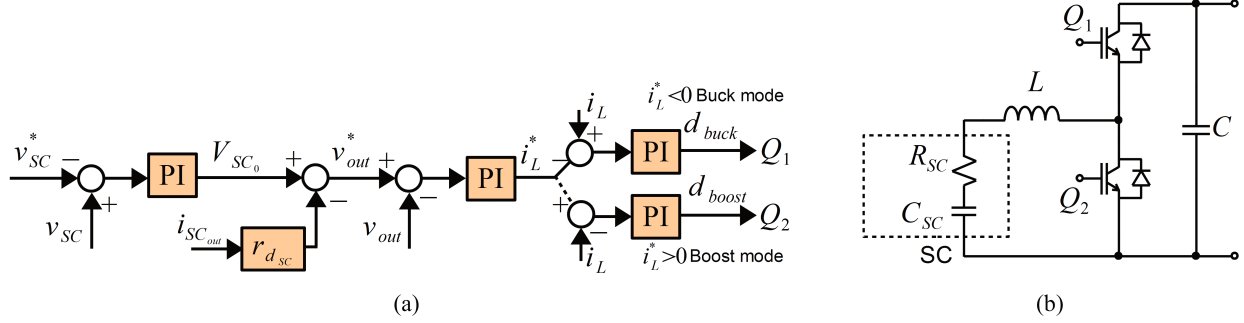 v*SC
−
+
vSC
PI
VSC0
+
−
iSCout
rdSC
v*out
+
−
vout
PI
i*L
i*L<0 Buck mode
iL
+
−
PI
dbuck
Q1
+
−
iL
PI
dboost
Q2
i*L>0 Boost mode
(a)
Q1
L
C
RSC
CSC
Q2
SC
(b)